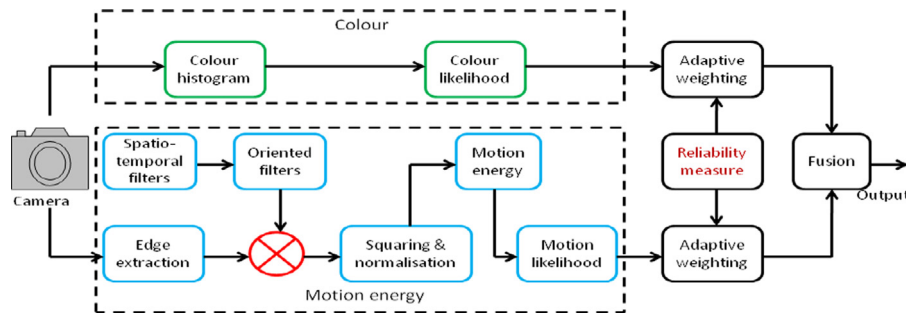 Colour
Colour
histogram
Colour
likelihood
Adaptive
weighting
Spatio-
temporal
filters
Oriented
filters
Motion
energy
Reliability
measure
Fusion
Camera
Output
Edge
extraction
Squaring &
normalisation
Motion
likelihood
Adaptive
weighting
Motion energy